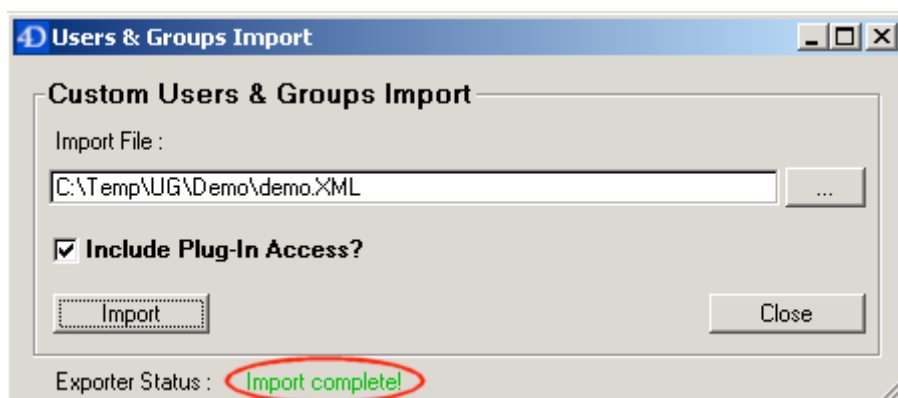 4D Users & Groups Import
Custom Users & Groups Import
Import File :
C:\Temp\UG\Demo\demo.XML
...
Include Plug-In Access?
Import
Close
Exporter Status : Import complete!